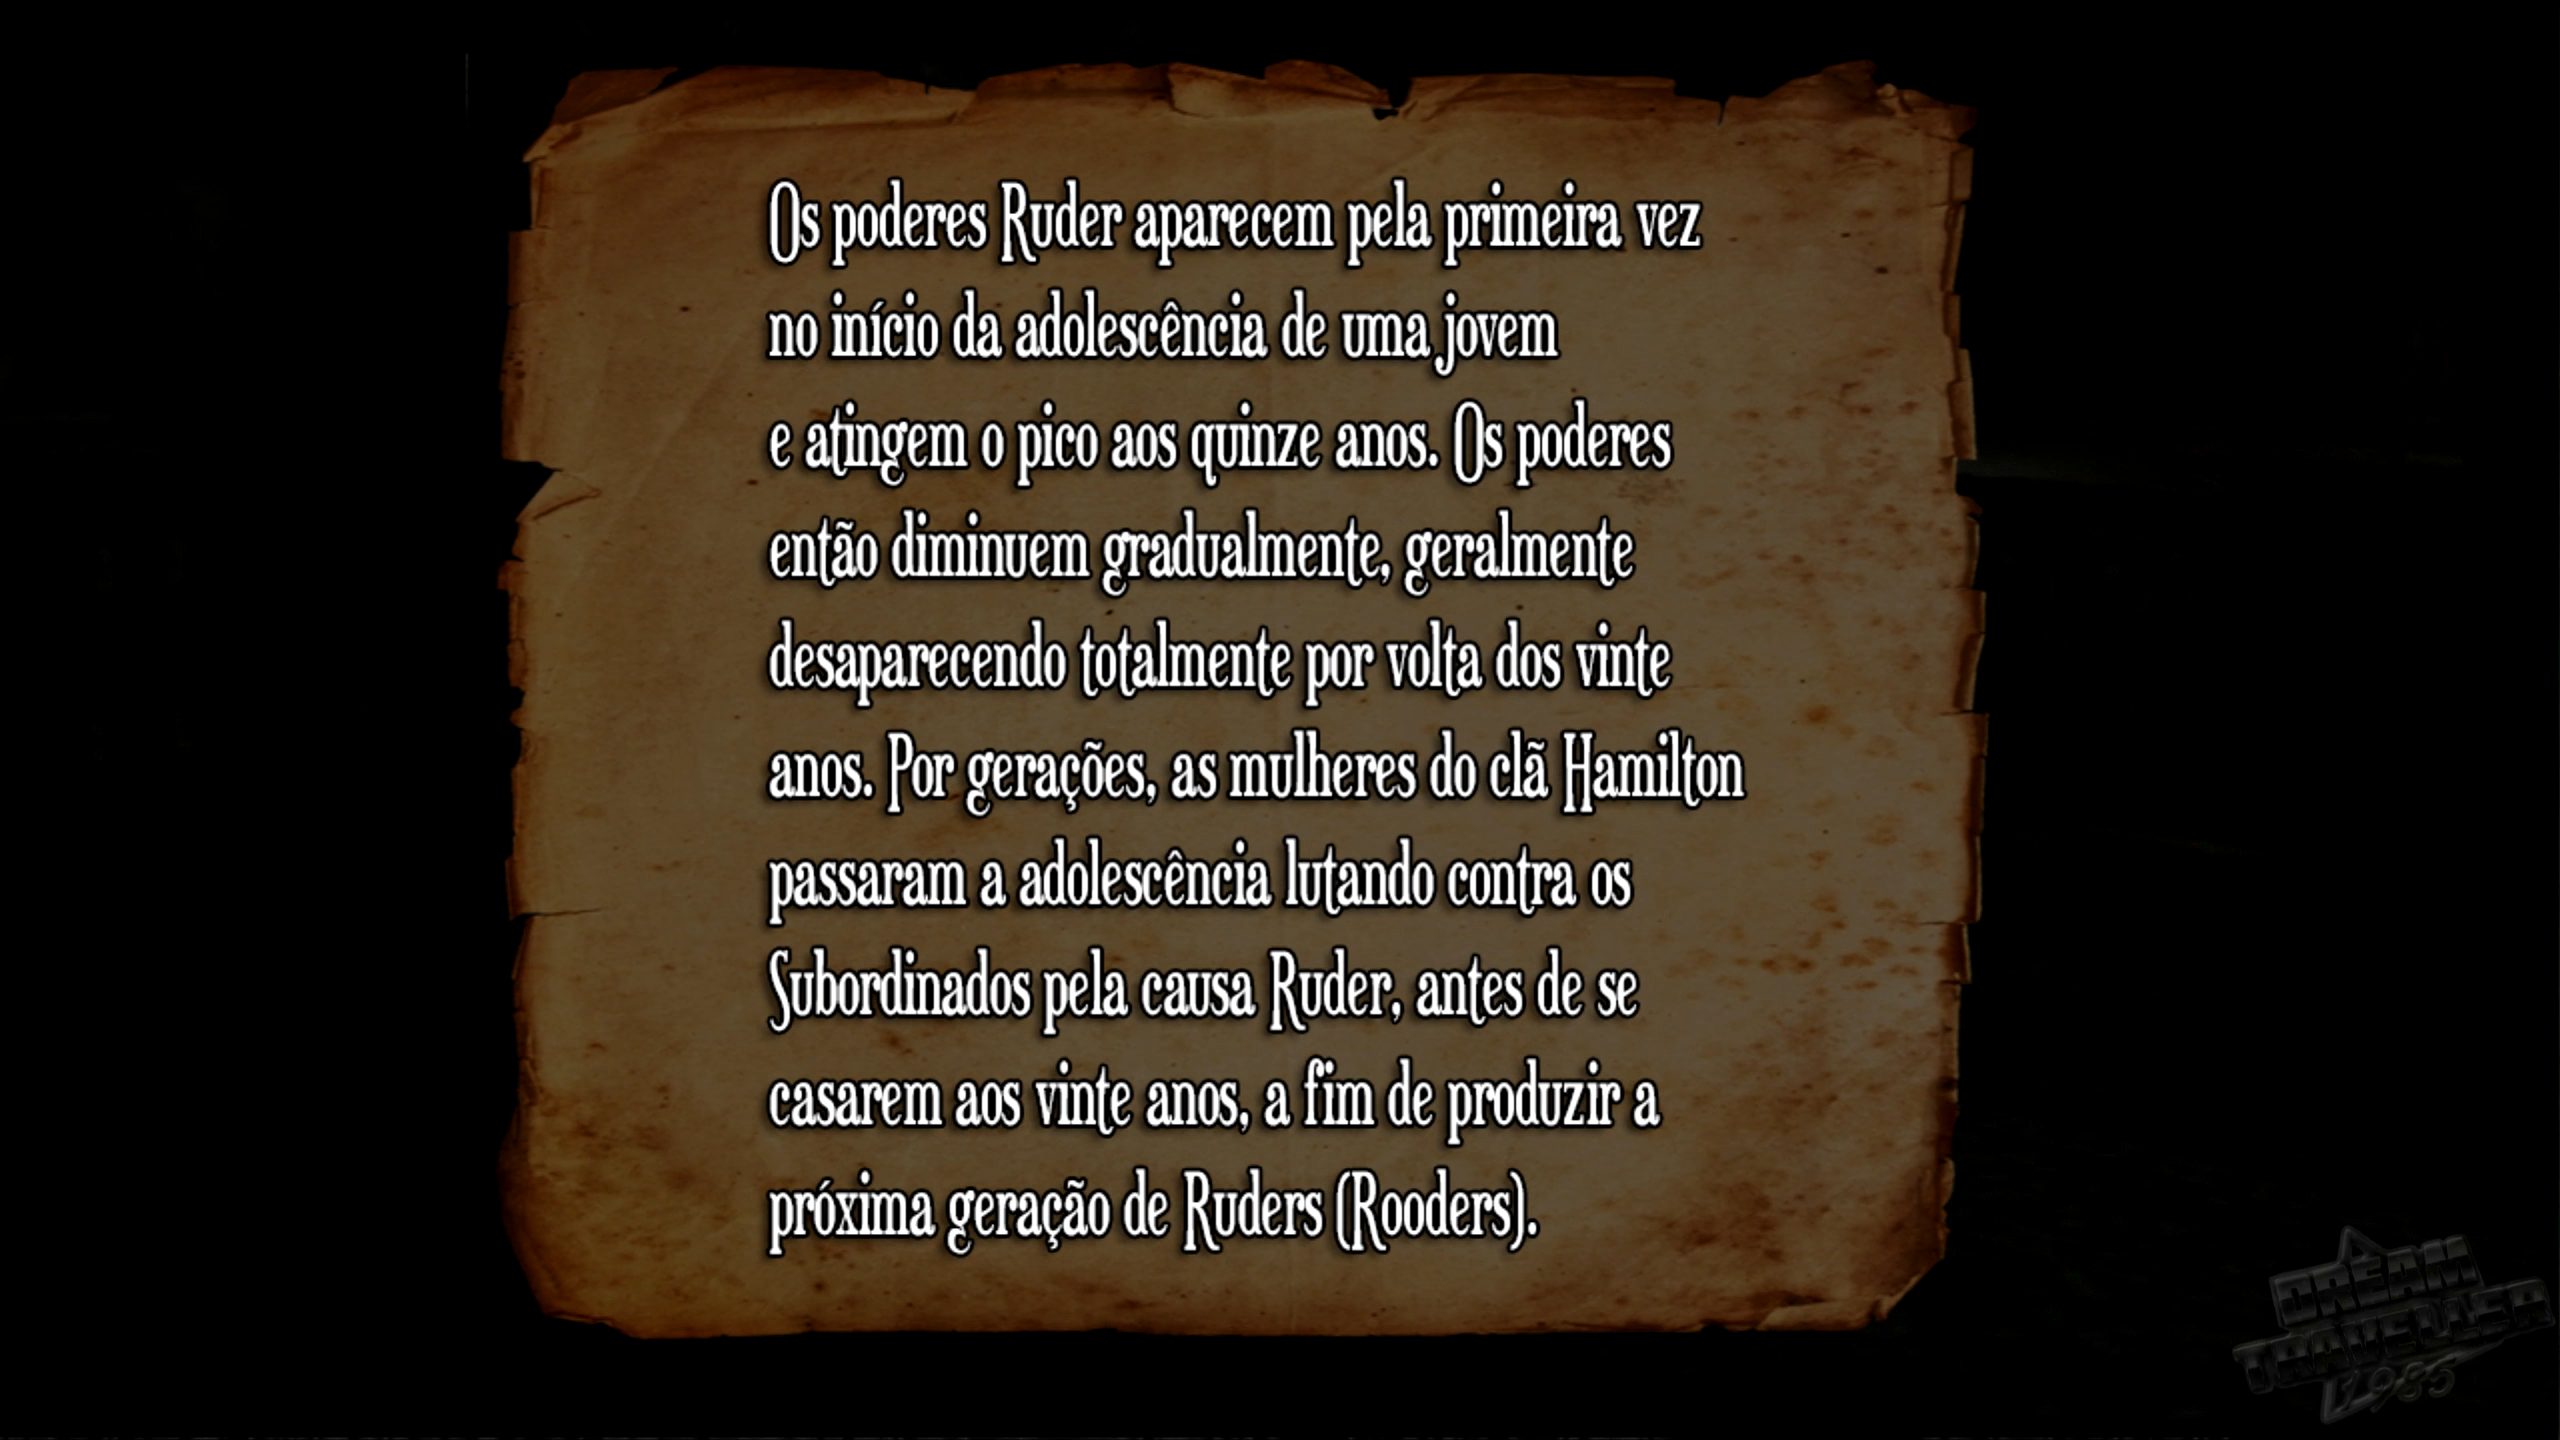 Os poderes Ruder aparecem pela primeira vez
no início da adolescência de uma jovem
e atingem o pico aos quinze anos. Os poderes
então diminuem gradualmente, geralmente
desaparecendo totalmente por volta dos vinte
anos. Por gerações, as mulheres do clã Hamilton
passaram a adolescência lutando contra os
Subordinados pela causa Ruder, antes de se
casarem aos vinte anos, a fim de produzir a
próxima geração de Ruders (Rooders).
DREAM
TRAVELLER
1985